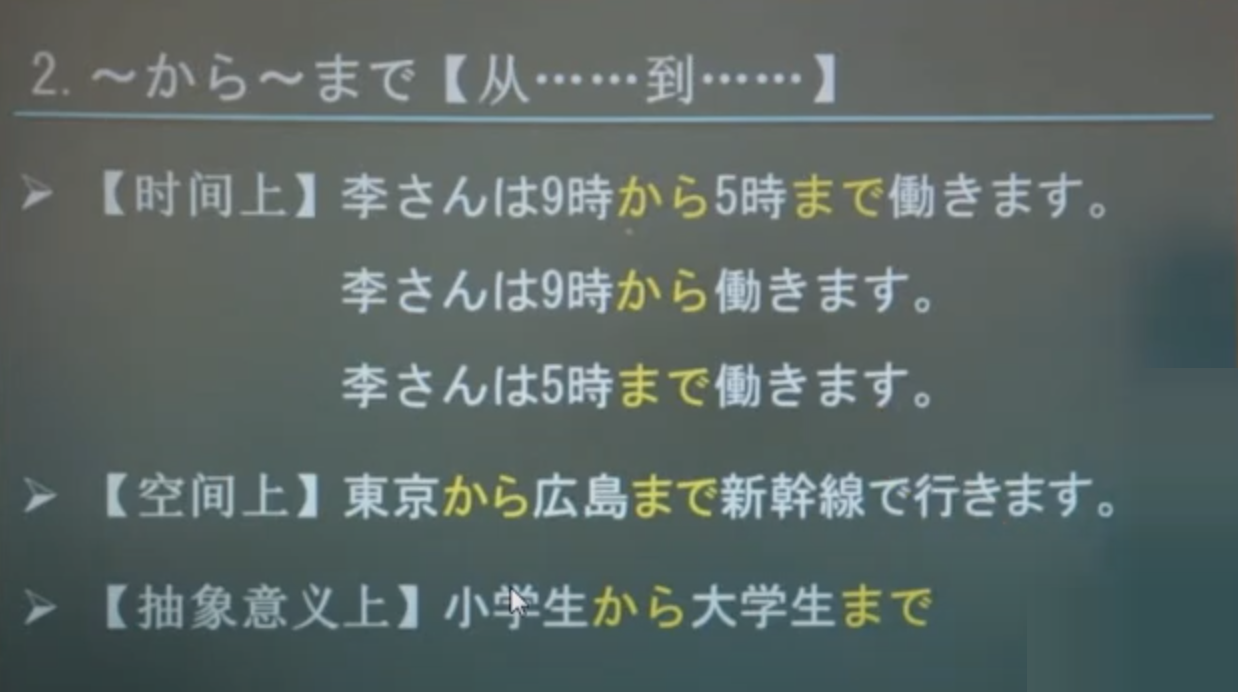 2. ～から～まで【从……到……】
➢ 【时间上】李さんは9時から5時まで働きます。
李さんは9時から働きます。
李さんは5時まで働きます。
➢ 【空间上】東京から広島まで新幹線で行きます。
➢ 【抽象意义上】小学生から大学生まで